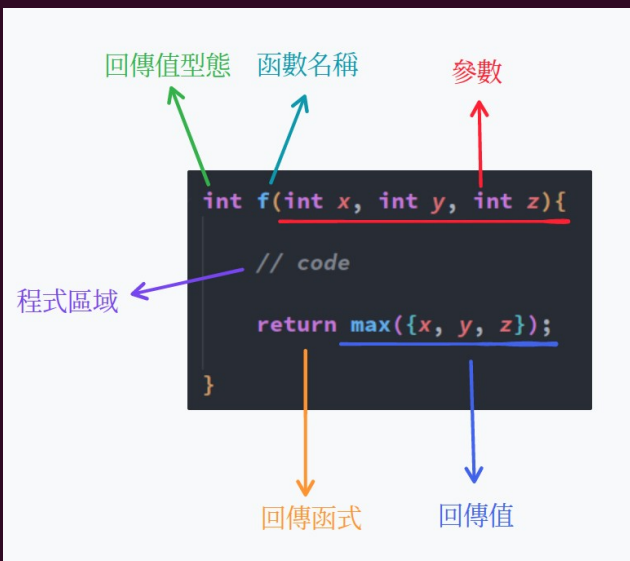 回傳值型態 函數名稱 參數
int f(int x, int y, int z){
// code
程式區域
return max({x, y, z});
}
回傳函式 回傳值